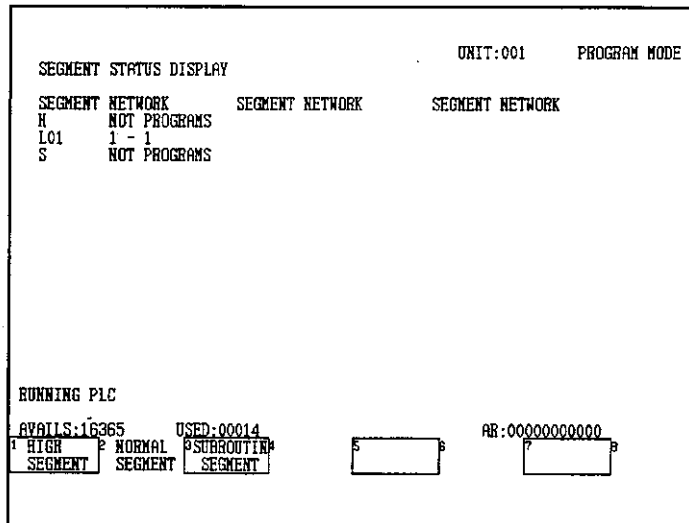 UNIT:001 PROGRAM MODE
SEGMENT STATUS DISPLAY
SEGMENT NETWORK SEGMENT NETWORK SEGMENT NETWORK
H NOT PROGRAMS
L01 1 - 1
S NOT PROGRAMS
RUNNING PLC
AVAILS:16365 USED:00014 AR:00000000000
1 HIGH 2 NORMAL 3 SUBROUTIN 4 5 6 7 8
SEGMENT SEGMENT SEGMENT